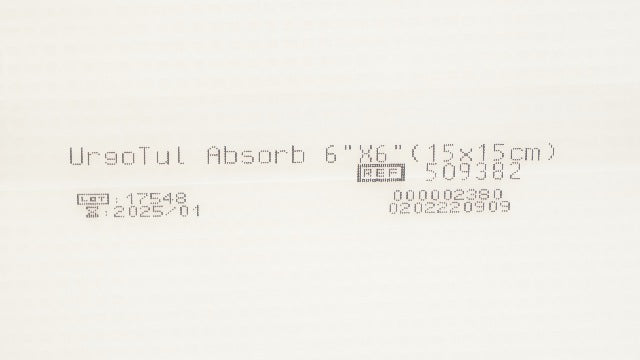 UrgoTul Absorb 6"X6"(15x15cm)
REF 509382
LOT:17548
:2025/01
000002380
0202220909